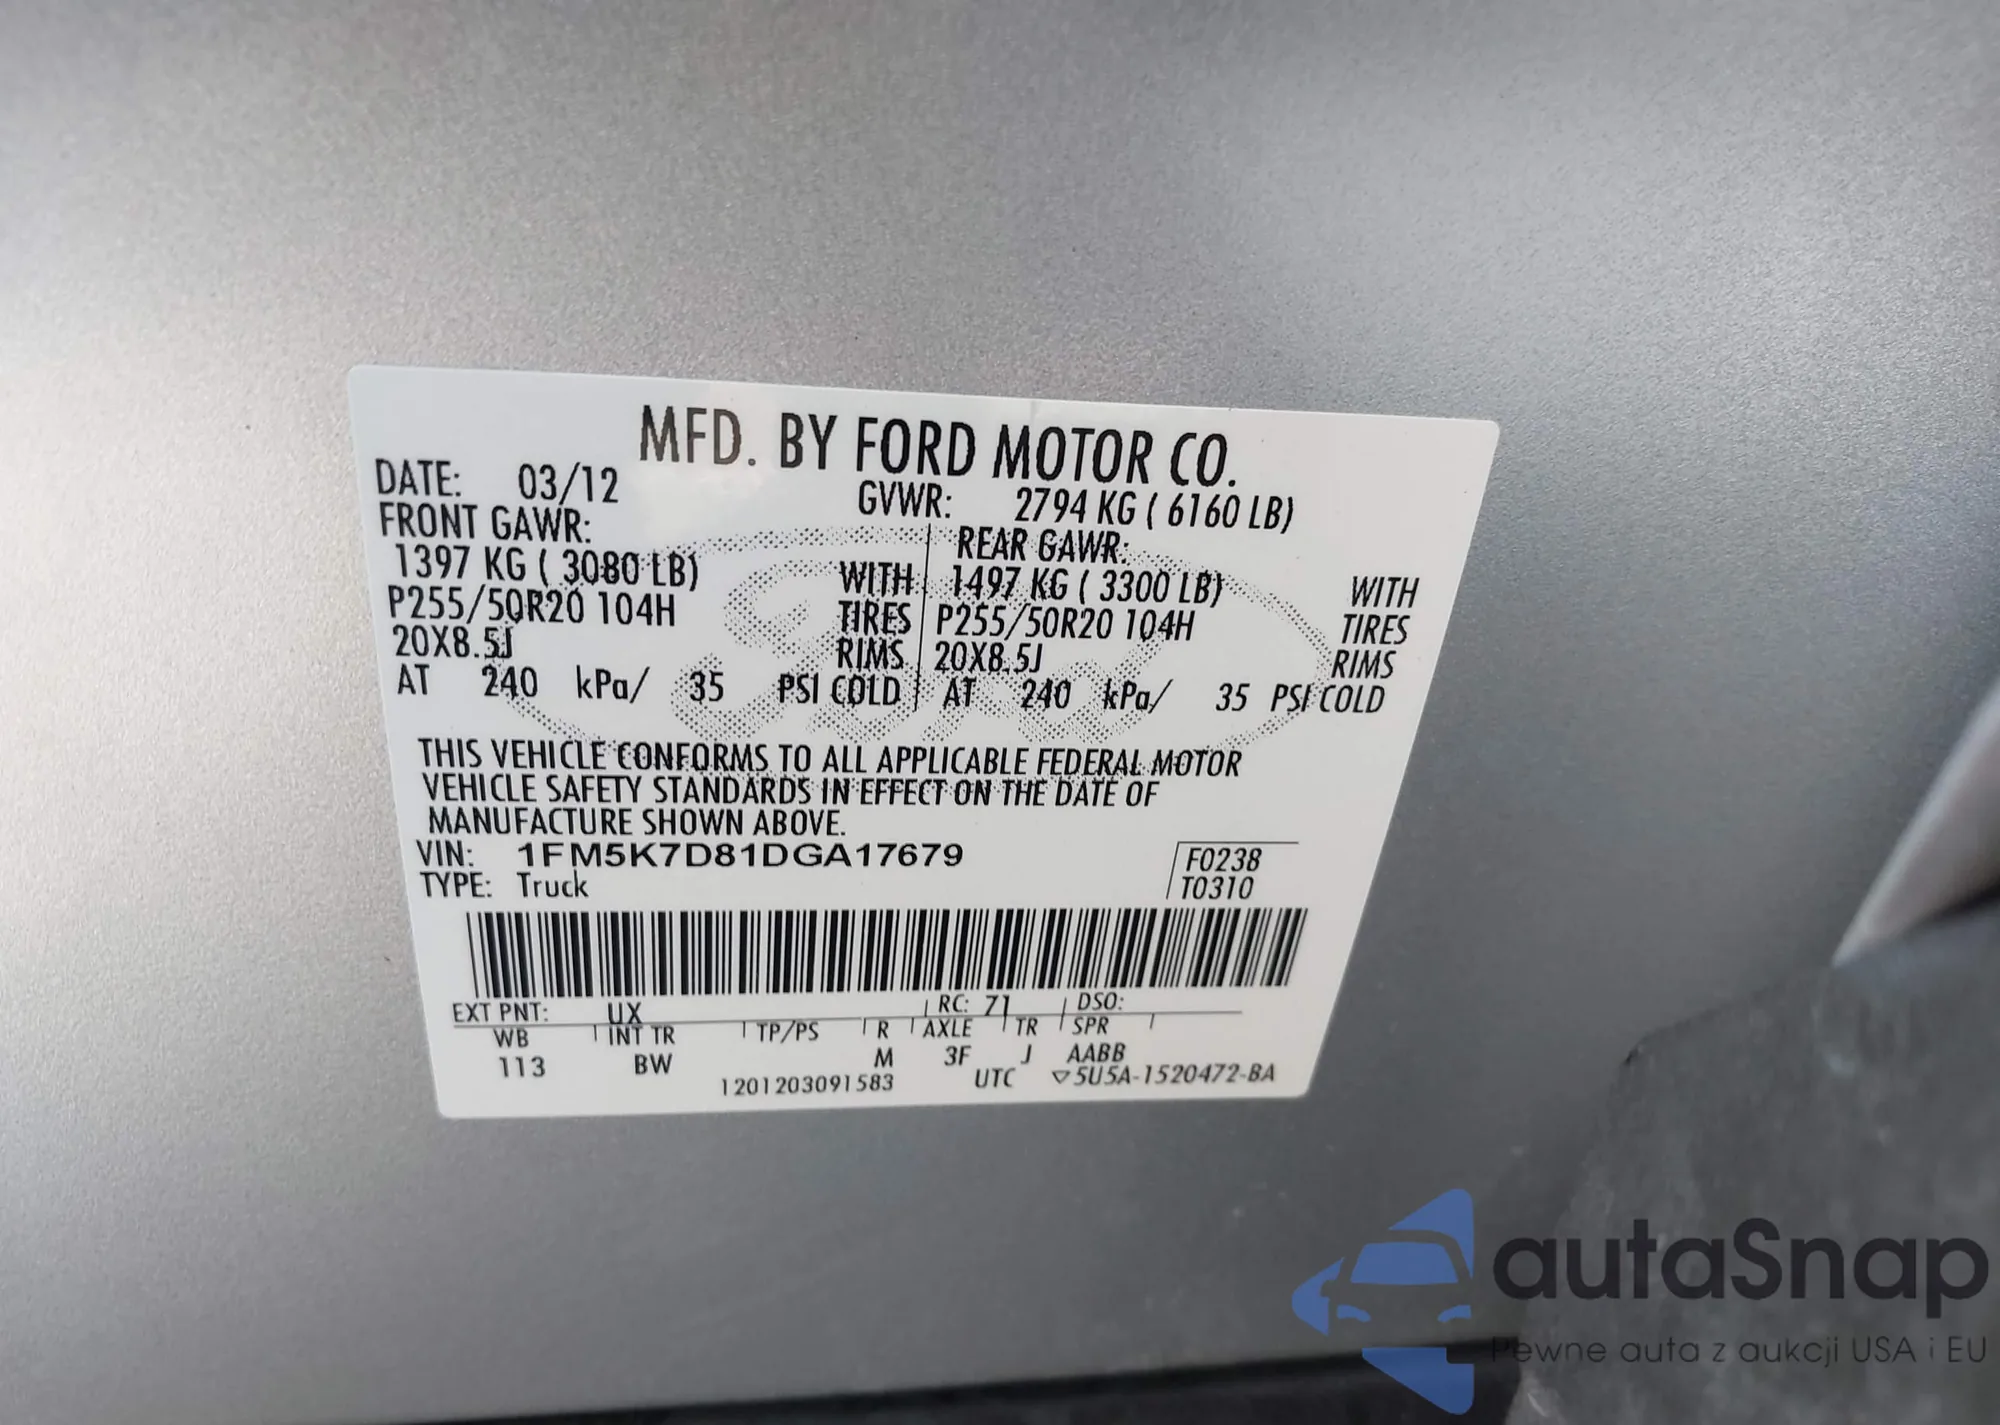 MFD. BY FORD MOTOR CO.
DATE: 03/12 GVWR: 2794 KG ( 6160 LB)
FRONT GAWR: REAR GAWR:
1397 KG ( 3080 LB) WITH 1497 KG ( 3300 LB) WITH
P255/50R20 104H TIRES P255/50R20 104H TIRES
20X8.5J RIMS 20X8.5J RIMS
AT 240 kPa/ 35 PSI COLD AT 240 kPa/ 35 PSI COLD
THIS VEHICLE CONFORMS TO ALL APPLICABLE FEDERAL MOTOR
VEHICLE SAFETY STANDARDS IN EFFECT ON THE DATE OF
MANUFACTURE SHOWN ABOVE.
VIN: 1FM5K7D81DGA17679 F0238
TYPE: Truck T0310
EXT PNT: UX RC: 71 DSO:
WB INT TR TP/PS R AXLE TR SPR
113 BW M 3F J AABB
1201203091583 UTC ▽5U5A-1520472-BA
autaSnap
Pewne auta z aukcji USA i EU